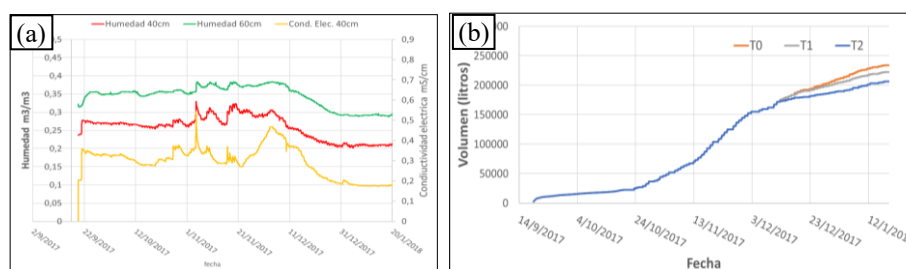 (a)
Humedad 40cm Humedad 60cm Cond. Elec. 40cm
0,5
0,45
0,4
0,35
0,3
0,25
0,2
0,15
0,1
0,05
0
Humedad m3/m3
0,9
0,8
0,7
0,6
0,5
0,4
0,3
0,2
0,1
0
Condiuctividad electrica mS/cm
2/9/2017 22/9/2017 12/10/2017 1/11/2017 21/11/2017 11/12/2017 31/12/2017 20/1/2018
fecha
(b)
T0 T1 T2
250000
200000
150000
100000
50000
0
Volumen (litros)
14/9/2017 4/10/2017 24/10/2017 13/11/2017 3/12/2017 23/12/2017 12/1/
Fecha